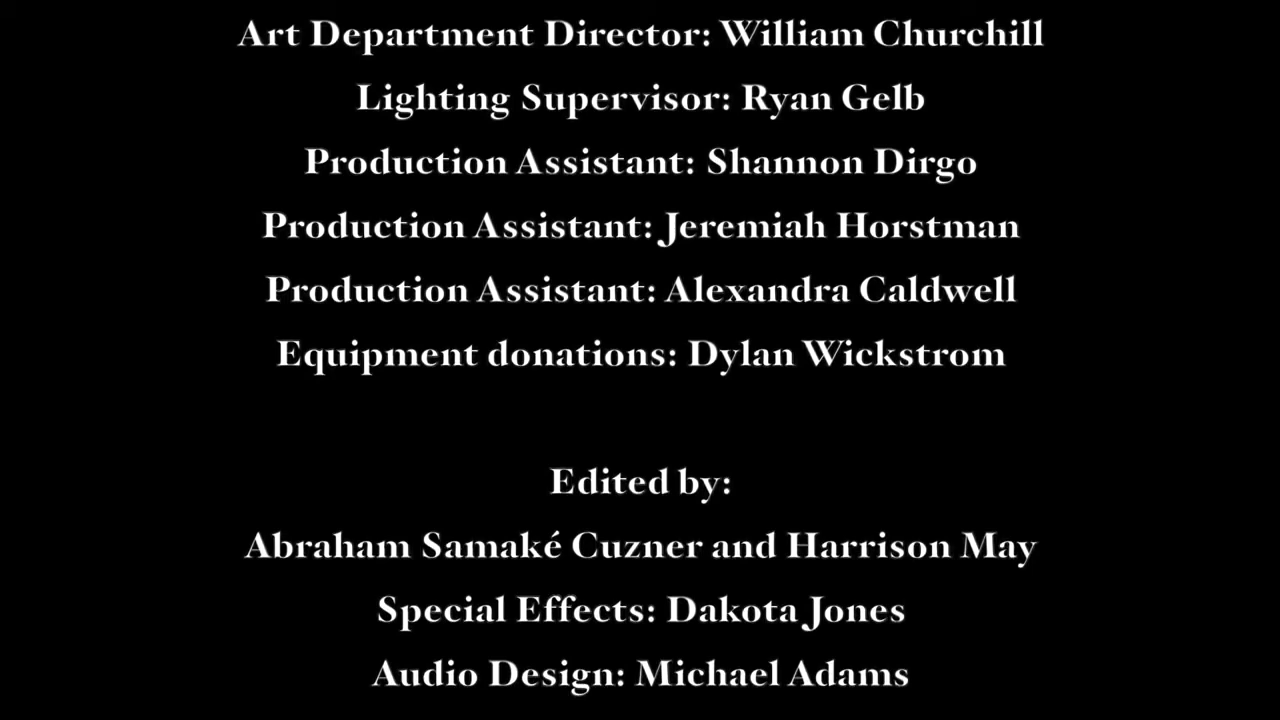 Art Department Director: William Churchill
Lighting Supervisor: Ryan Gelb
Production Assistant: Shannon Dirgo
Production Assistant: Jeremiah Horstman
Production Assistant: Alexandra Caldwell
Equipment donations: Dylan Wickstrom
Edited by:
Abraham Samaké Cuzner and Harrison May
Special Effects: Dakota Jones
Audio Design: Michael Adams